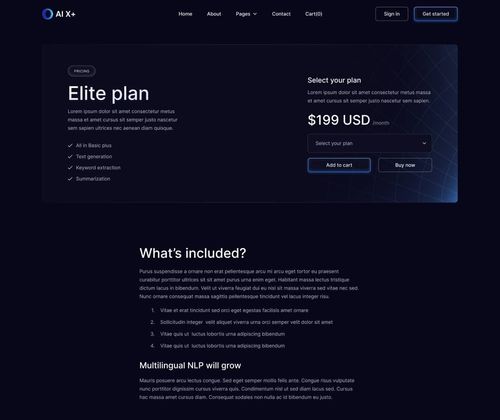 AI X+
Home About Pages Contact Cart(0)
Sign in Get started
PRICING
Elite plan
Lorem ipsum dolor sit amet consectetur metus
massa et amet cursus sit semper justo nascetur
sem sapien ultrices nec aenean diam quisque.
All in Basic plus
Text generation
Keyword extraction
Summarization
Select your plan
Lorem ipsum dolor sit amet consectetur metus massa
et amet cursus sit semper justo nascetur sem sapien.
$199 USD /month
Select your plan
Add to cart Buy now
What's included?
Purus suspendisse a ornare non erat pellentesque arcu mi arcu eget tortor eu praesent
curabitur porttitor ultrices sit sit amet purus urna enim eget. Habitant massa lectus tristique
dictum lacus in bibendum. Velit ut viverra feugiat dui eu nisl sit massa viverra sed vitae nec sed.
Nunc ornare consequat massa sagittis pellentesque tincidunt vel lacus integer risu.
1. Vitae et erat tincidunt sed orci eget egestas facilisis amet ornare
2. Sollicitudin integer velit aliquet viverra urna orci semper velit dolor sit amet
3. Vitae quis ut luctus lobortis urna adipiscing bibendum
4. Vitae quis ut luctus lobortis urna adipiscing bibendum
Multilingual NLP will grow
Mauris posuere arcu lectus congue. Sed eget semper mollis felis ante. Congue risus vulputate
nunc porttitor dignissim cursus viverra quis. Condimentum nisl ut sed diam lacus sed. Cursus
hac massa amet cursus diam. Consequat sodales non nulla ac id bibendum eu justo.